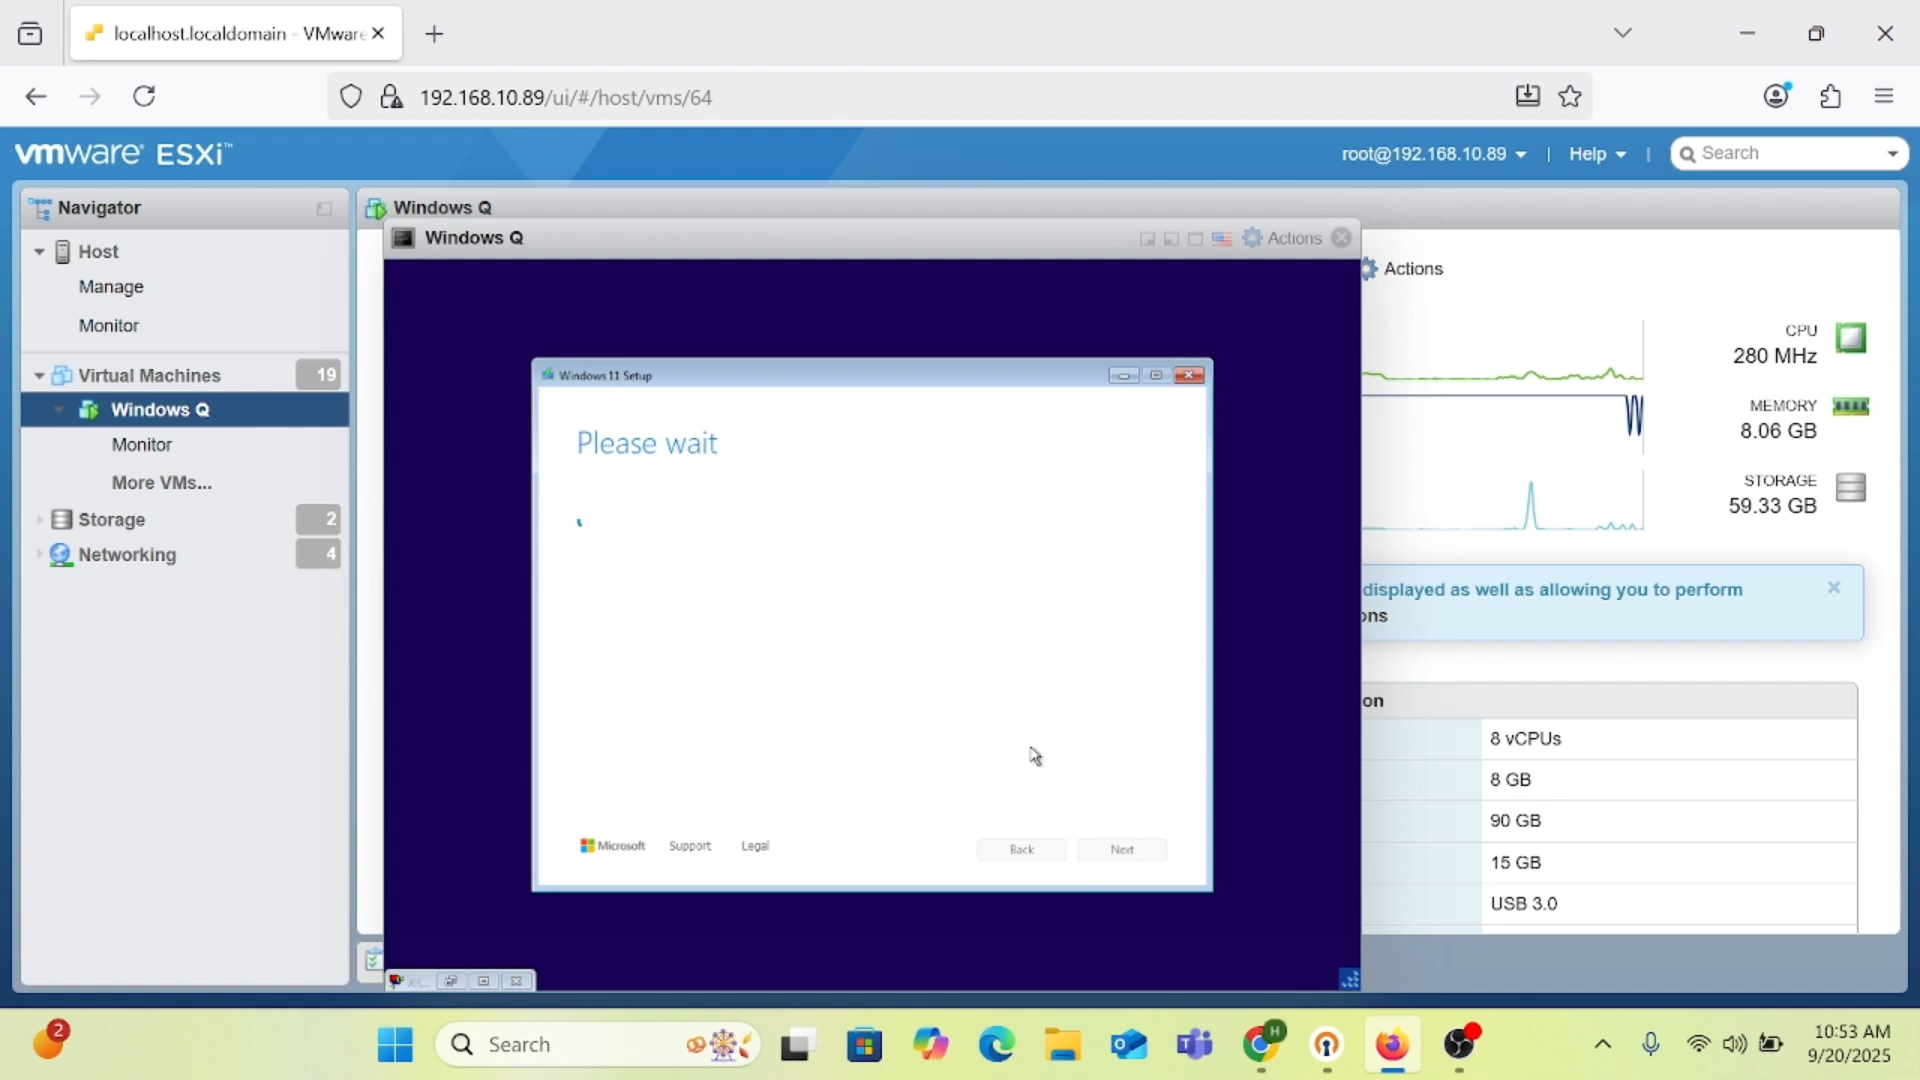 localhost.localdomain - VMware
192.168.10.89/ui/#/host/vms/64
vmware ESXi™
root@192.168.10.89
|
Help
|
Search
Navigator
Host
Manage
Monitor
Virtual Machines
19
Windows Q
Monitor
More VMs...
Storage
2
Networking
4
Windows Q
Windows Q
Actions
Windows 11 Setup
Please wait
Microsoft
Support
Legal
Back
Next
Actions
CPU
280 MHz
MEMORY
8.06 GB
STORAGE
59.33 GB
displayed as well as allowing you to perform
ons
on
8 vCPUs
8 GB
90 GB
15 GB
USB 3.0
2
Search
H
10:53 AM
9/20/2025